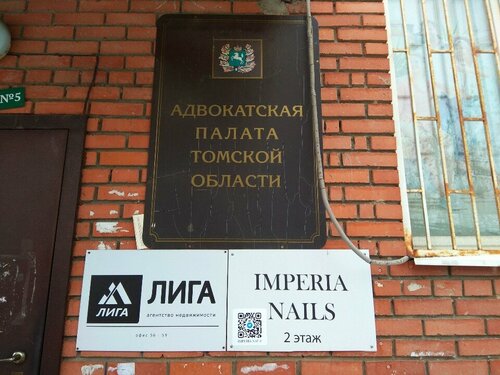 №5
АДВОКАТСКАЯ
ПАЛАТА
ТОМСКОЙ
ОБЛАСТИ
ЛИГА
ЛИГА
агентство недвижимости
IMPERIA
NAILS
2 этаж